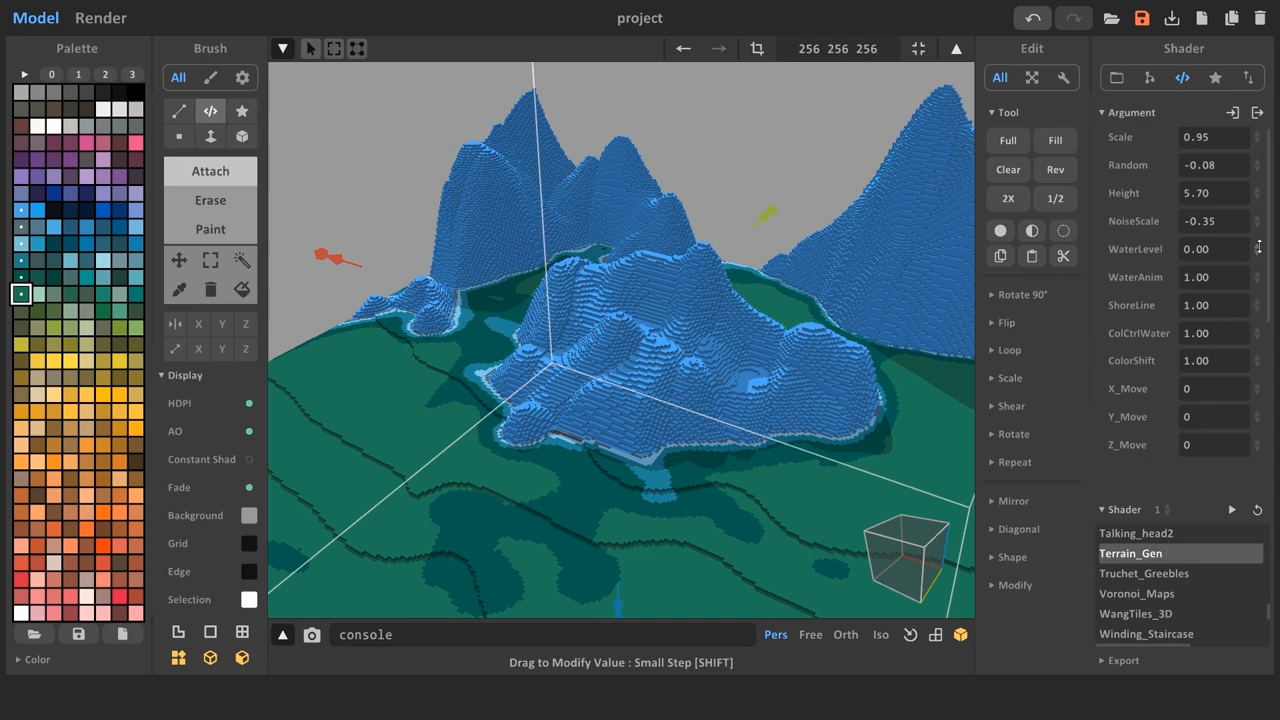 Model Render project
Palette Brush 256 256 256 Edit Shader
0 1 2 3 All All
Argument
Scale 0.95
Random -0.08
Height 5.70
NoiseScale -0.35
WaterLevel 0.00
WaterAnim 1.00
ShoreLine 1.00
ColCtrlWater 1.00
ColorShift 1.00
X_Move 0
Y_Move 0
Z_Move 0
Attach
Erase
Paint
X Y Z
X Y Z
Display
HDPI
AO
Constant Shad
Fade
Background
Grid
Edge
Selection
Color
Tool
Full Fill
Clear Rev
2X 1/2
Rotate 90°
Flip
Loop
Scale
Shear
Rotate
Repeat
Mirror
Diagonal
Shape
Modify
Shader 1
Talking_head2
Terrain_Gen
Truchet_Greebles
Voronoi_Maps
WangTiles_3D
Winding_Staircase
Export
console Pers Free Orth Iso
Drag to Modify Value : Small Step [SHIFT]